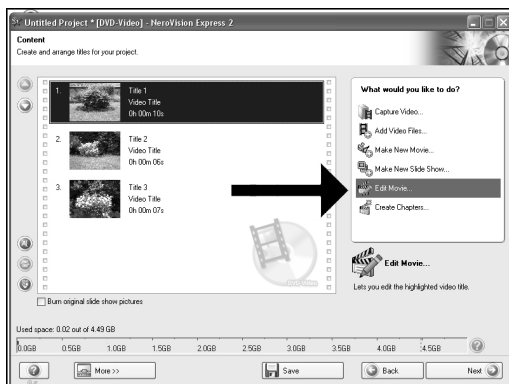 Untitled Project * [DVD-Video] - NeroVision Express 2
Content
Create and arrange titles for your project.
1.
Title 1
Video Title
0h 00m 10s
2.
Title 2
Video Title
0h 00m 06s
3.
Title 3
Video Title
0h 00m 07s
DVD-Video
Burn original slide show pictures
What would you like to do?
Capture Video...
Add Video Files...
Make New Movie...
Make New Slide Show...
Edit Movie...
Create Chapters...
Edit Movie...
Lets you edit the highlighted video title.
Used space: 0.02 out of 4.49 GB
0.0GB 0.5GB 1.0GB 1.5GB 2.0GB 2.5GB 3.0GB 3.5GB 4.0GB 4.5GB
More >>
Save
Back
Next